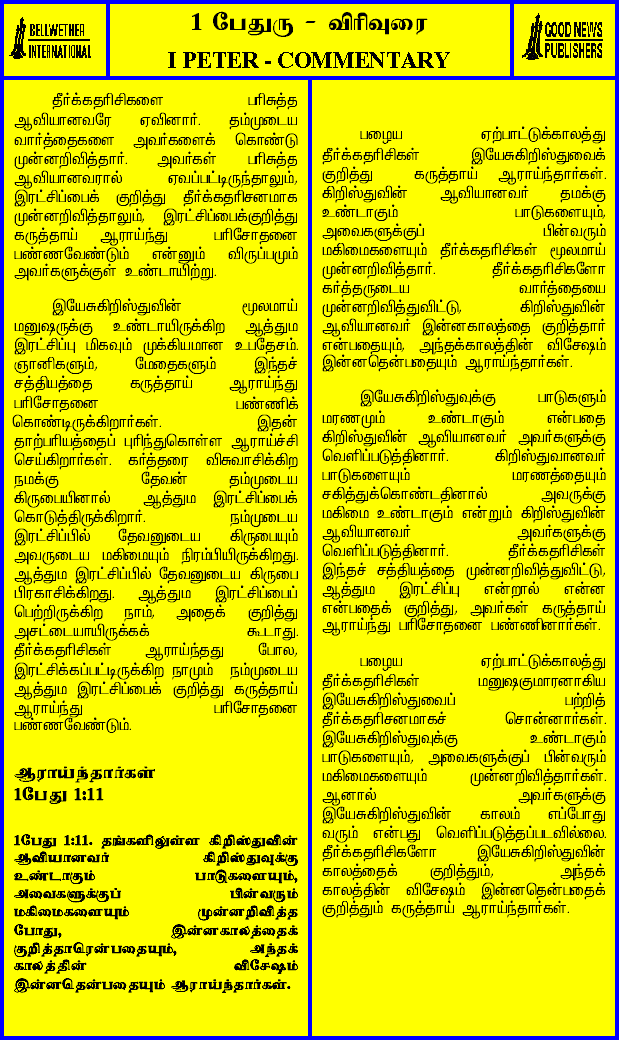 BELLWETHER
INTERNATIONAL
1 பேதுரு - விரிவுரை
I PETER - COMMENTARY
GOOD NEWS
PUBLISHERS
தீர்க்கதரிசிகளை பரிசுத்த
ஆவியானவரே ஏவினார். தம்முடைய
வார்த்தைகளை அவர்களைக் கொண்டு
முன்னறிவித்தார். அவர்கள் பரிசுத்த
ஆவியானவரால் ஏவப்பட்டிருந்தாலும்,
இரட்சிப்பைக் குறித்து தீர்க்கதரிசனமாக
முன்னறிவித்தாலும், இரட்சிப்பைக்குறித்து
கருத்தாய் ஆராய்ந்து பரிசோதனை
பண்ணவேண்டும் என்னும் விருப்பமும்
அவர்களுக்குள் உண்டாயிற்று.
இயேசுகிறிஸ்துவின் மூலமாய்
மனுஷருக்கு உண்டாயிருக்கிற ஆத்தும
இரட்சிப்பு மிகவும் முக்கியமான உபதேசம்.
ஞானிகளும், மேதைகளும் இந்தச்
சத்தியத்தை கருத்தாய் ஆராய்ந்து
பரிசோதனை பண்ணிக்
கொண்டிருக்கிறார்கள். இதன்
தாற்பரியத்தைப் புரிந்துகொள்ள ஆராய்ச்சி
செய்கிறார்கள். கர்த்தரை விசுவாசிக்கிற
நமக்கு தேவன் தம்முடைய
கிருபையினால் ஆத்தும இரட்சிப்பைக்
கொடுத்திருக்கிறார். நம்முடைய
இரட்சிப்பில் தேவனுடைய கிருபையும்
அவருடைய மகிமையும் நிரம்பியிருக்கிறது.
ஆத்தும இரட்சிப்பில் தேவனுடைய கிருபை
பிரகாசிக்கிறது. ஆத்தும இரட்சிப்பைப்
பெற்றிருக்கிற நாம், அதைக் குறித்து
அசட்டையாயிருக்கக் கூடாது.
தீர்க்கதரிசிகள் ஆராய்ந்தது போல,
இரட்சிக்கப்பட்டிருக்கிற நாமும் நம்முடைய
ஆத்தும இரட்சிப்பைக் குறித்து கருத்தாய்
ஆராய்ந்து பரிசோதனை
பண்ணவேண்டும்.
ஆராய்ந்தார்கள்
1பேது 1:11
1பேது 1:11. தங்களிலுள்ள கிறிஸ்துவின்
ஆவியானவர் கிறிஸ்துவுக்கு
உண்டாகும் பாடுகளையும்,
அவைகளுக்குப் பின்வரும்
மகிமைகளையும் முன்னறிவித்த
போது, இன்னகாலத்தைக்
குறித்தாரென்பதையும், அந்தக்
காலத்தின் விசேஷம்
இன்னதென்பதையும் ஆராய்ந்தார்கள்.
பழைய ஏற்பாட்டுக்காலத்து
தீர்க்கதரிசிகள் இயேசுகிறிஸ்துவைக்
குறித்து கருத்தாய் ஆராய்ந்தார்கள்.
கிறிஸ்துவின் ஆவியானவர் தமக்கு
உண்டாகும் பாடுகளையும்,
அவைகளுக்குப் பின்வரும்
மகிமைகளையும் தீர்க்கதரிசிகள் மூலமாய்
முன்னறிவித்தார். தீர்க்கதரிசிகளோ
கர்த்தருடைய வார்த்தையை
முன்னறிவித்துவிட்டு, கிறிஸ்துவின்
ஆவியானவர் இன்னகாலத்தை குறித்தார்
என்பதையும், அந்தக்காலத்தின் விசேஷம்
இன்னதென்பதையும் ஆராய்ந்தார்கள்.
இயேசுகிறிஸ்துவுக்கு பாடுகளும்
மரணமும் உண்டாகும் என்பதை
கிறிஸ்துவின் ஆவியானவர் அவர்களுக்கு
வெளிப்படுத்தினார். கிறிஸ்துவானவர்
பாடுகளையும் மரணத்தையும்
சகித்துக்கொண்டதினால் அவருக்கு
மகிமை உண்டாகும் என்றும் கிறிஸ்துவின்
ஆவியானவர் அவர்களுக்கு
வெளிப்படுத்தினார். தீர்க்கதரிசிகள்
இந்தச் சத்தியத்தை முன்னறிவித்துவிட்டு,
ஆத்தும இரட்சிப்பு என்றால் என்ன
என்பதைக் குறித்து, அவர்கள் கருத்தாய்
ஆராய்ந்து பரிசோதனை பண்ணினார்கள்.
பழைய ஏற்பாட்டுக்காலத்து
தீர்க்கதரிசிகள் மனுஷகுமாரனாகிய
இயேசுகிறிஸ்துவைப் பற்றித்
தீர்க்கதரிசனமாகச் சொன்னார்கள்.
இயேசுகிறிஸ்துவுக்கு உண்டாகும்
பாடுகளையும், அவைகளுக்குப் பின்வரும்
மகிமைகளையும் முன்னறிவித்தார்கள்.
ஆனால் அவர்களுக்கு
இயேசுகிறிஸ்துவின் காலம் எப்போது
வரும் என்பது வெளிப்படுத்தப்படவில்லை.
தீர்க்கதரிசிகளோ இயேசுகிறிஸ்துவின்
காலத்தைக் குறித்தும், அந்தக்
காலத்தின் விசேஷம் இன்னதென்பதைக்
குறித்தும் கருத்தாய் ஆராய்ந்தார்கள்.